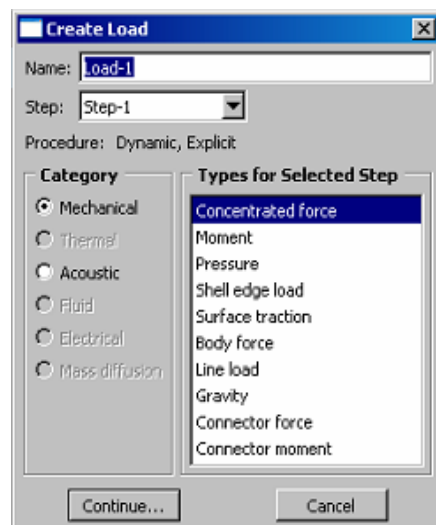 Create Load
Name: Load-1
Step: Step-1
Procedure: Dynamic, Explicit
Category
Mechanical
Thermal
Acoustic
Fluid
Electrical
Mass diffusion
Types for Selected Step
Concentrated force
Moment
Pressure
Shell edge load
Surface traction
Body force
Line load
Gravity
Connector force
Connector moment
Continue... Cancel